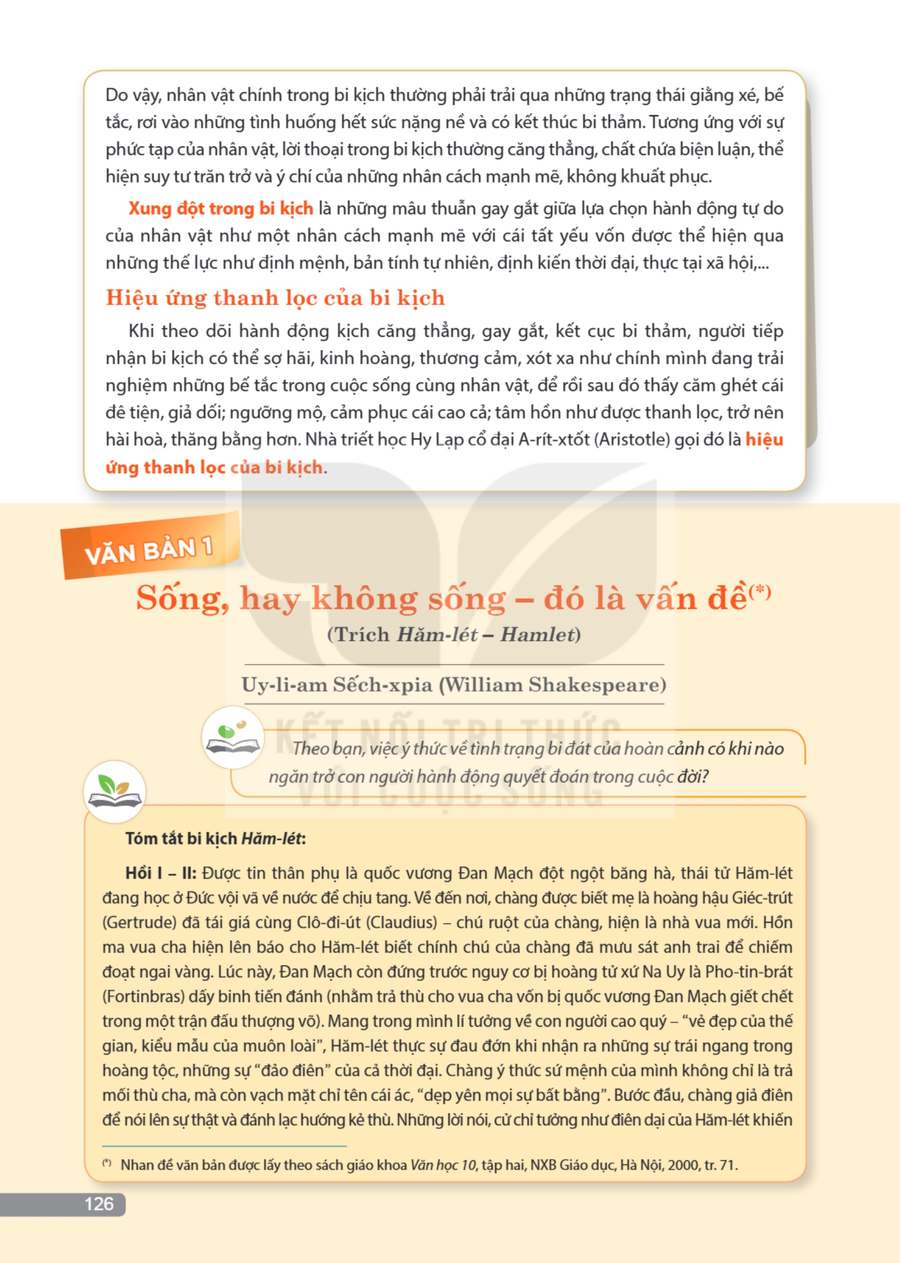 Do vậy, nhân vật chính trong bi kịch thường phải trải qua những trạng thái giằng xé, bế
tắc, rơi vào những tình huống hết sức nặng nề và có kết thúc bi thảm. Tương ứng với sự
phức tạp của nhân vật, lời thoại trong bi kịch thường căng thẳng, chất chứa biện luận, thể
hiện suy tư trăn trở và ý chí của những nhân cách mạnh mẽ, không khuất phục.
Xung đột trong bi kịch là những mâu thuẫn gay gắt giữa lựa chọn hành động tự do
của nhân vật như một nhân cách mạnh mẽ với cái tất yếu vốn được thể hiện qua
những thế lực như định mệnh, bản tính tự nhiên, định kiến thời đại, thực tại xã hội,...
Hiệu ứng thanh lọc của bi kịch
Khi theo dõi hành động kịch căng thẳng, gay gắt, kết cục bi thảm, người tiếp
nhận bi kịch có thể sợ hãi, kinh hoàng, thương cảm, xót xa như chính mình đang trải
nghiệm những bế tắc trong cuộc sống cùng nhân vật, để rồi sau đó thấy căm ghét cái
đê tiện, giả dối; ngưỡng mộ, cảm phục cái cao cả; tâm hồn như được thanh lọc, trở nên
hài hoà, thăng bằng hơn. Nhà triết học Hy Lạp cổ đại A-rít-xtốt (Aristotle) gọi đó là hiệu
ứng thanh lọc của bi kịch.
VĂN BẢN 1
Sống, hay không sống – đó là vấn đề(*)
(Trích Hăm-lét – Hamlet)
Uy-li-am Sếch-xpia (William Shakespeare)
KẾT NỐI TRI THỨC
VỚI CUỘC SỐNG
Theo bạn, việc ý thức về tình trạng bi đát của hoàn cảnh có khi nào
ngăn trở con người hành động quyết đoán trong cuộc đời?
Tóm tắt bi kịch Hăm-lét:
Hồi I – II: Được tin thân phụ là quốc vương Đan Mạch đột ngột băng hà, thái tử Hăm-lét
đang học ở Đức vội vã về nước để chịu tang. Về đến nơi, chàng được biết mẹ là hoàng hậu Giéc-trút
(Gertrude) đã tái giá cùng Clô-đi-út (Claudius) – chú ruột của chàng, hiện là nhà vua mới. Hồn
ma vua cha hiện lên báo cho Hăm-lét biết chính chú của chàng đã mưu sát anh trai để chiếm
đoạt ngai vàng. Lúc này, Đan Mạch còn đứng trước nguy cơ bị hoàng tử xứ Na Uy là Pho-tin-brát
(Fortinbras) dấy binh tiến đánh (nhằm trả thù cho vua cha vốn bị quốc vương Đan Mạch giết chết
trong một trận đấu thượng võ). Mang trong mình lí tưởng về con người cao quý – “vẻ đẹp của thế
gian, kiểu mẫu của muôn loài”, Hăm-lét thực sự đau đớn khi nhận ra những sự trái ngang trong
hoàng tộc, những sự “đảo điên” của cả thời đại. Chàng ý thức sứ mệnh của mình không chỉ là trả
mối thù cha, mà còn vạch mặt chỉ tên cái ác, “dẹp yên mọi sự bất bằng”. Bước đầu, chàng giả điên
để nói lên sự thật và đánh lạc hướng kẻ thù. Những lời nói, cử chỉ tưởng như điên dại của Hăm-lét khiến
(*) Nhan đề văn bản được lấy theo sách giáo khoa Văn học 10, tập hai, NXB Giáo dục, Hà Nội, 2000, tr. 71.
126